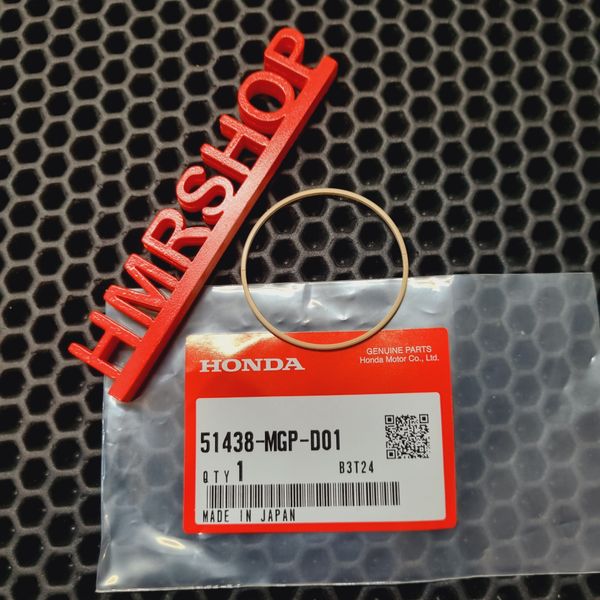 HMRSHOP
HONDA
GENUINE PARTS
Honda Motor Co., Ltd.
51438-MGP-D01
QTY 1
B3T24
MADE IN JAPAN